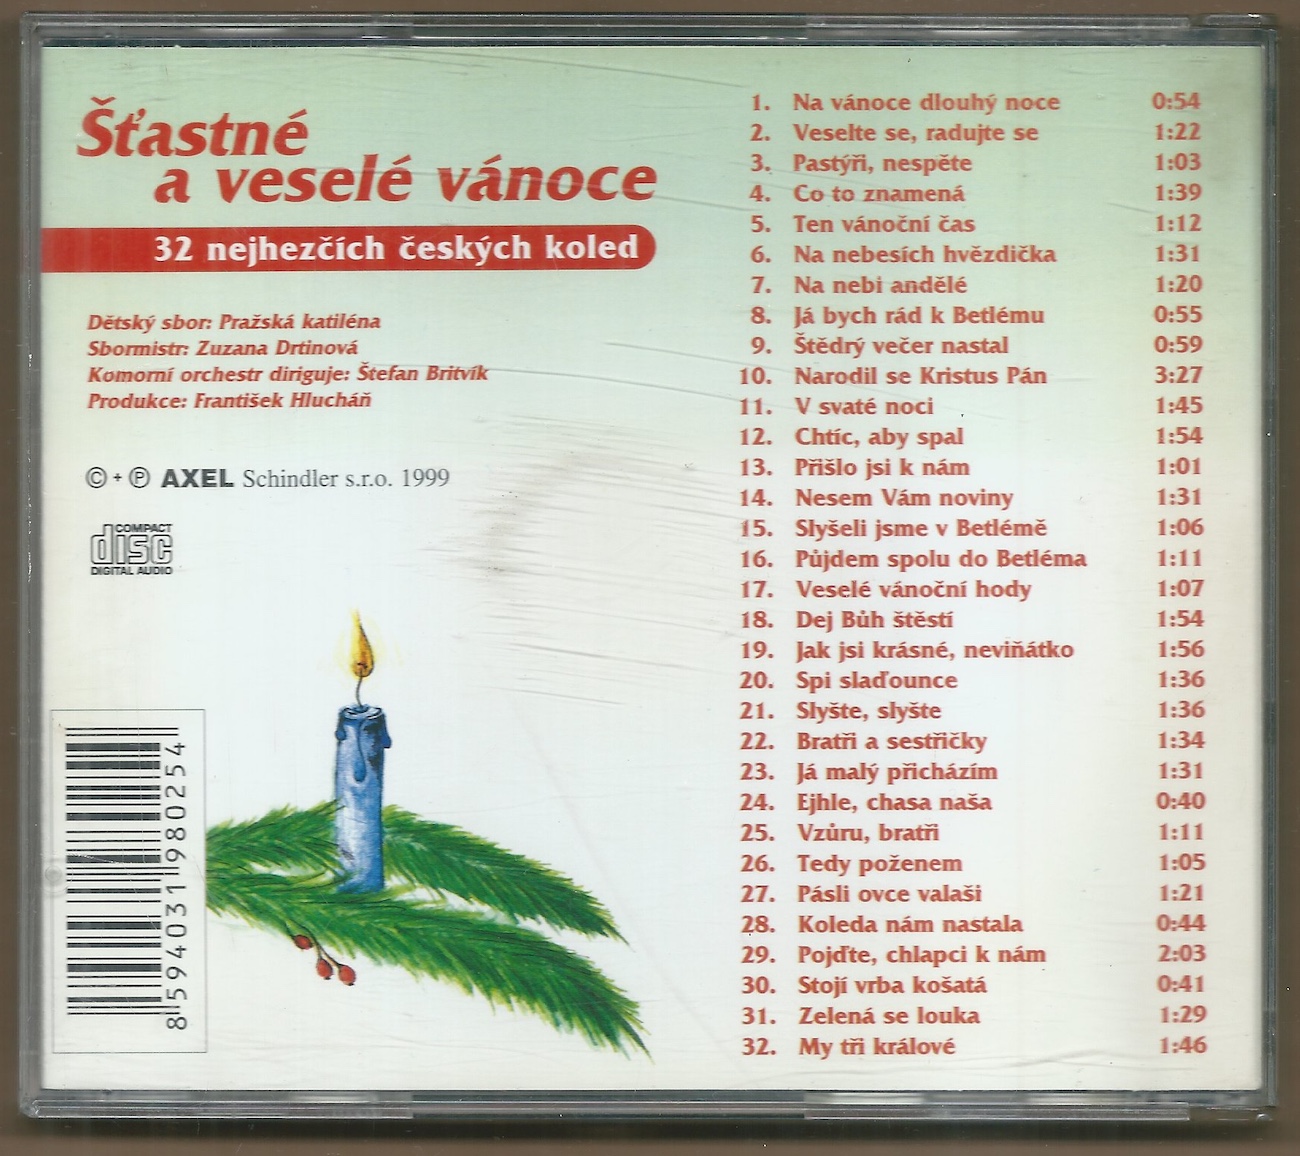 Šťastné
a veselé vánoce
32 nejhezčích českých koled
Dětský sbor: Pražská katiléna
Sbormistr: Zuzana Drtinová
Komorní orchestr diriguje: Štefan Britvík
Produkce: František Hlucháň
© + ℗ AXEL Schindler s.r.o. 1999
COMPACT
disc
DIGITAL AUDIO
8594031980254
1. Na vánoce dlouhý noce 0:54
2. Veselte se, radujte se 1:22
3. Pastýři, nespěte 1:03
4. Co to znamená 1:39
5. Ten vánoční čas 1:12
6. Na nebesích hvězdička 1:31
7. Na nebi andělé 1:20
8. Já bych rád k Betlému 0:55
9. Štědrý večer nastal 0:59
10. Narodil se Kristus Pán 3:27
11. V svaté noci 1:45
12. Chtíc, aby spal 1:54
13. Přišlo jsi k nám 1:01
14. Nesem Vám noviny 1:31
15. Slyšeli jsme v Betlémě 1:06
16. Půjdem spolu do Betléma 1:11
17. Veselé vánoční hody 1:07
18. Dej Bůh štěstí 1:54
19. Jak jsi krásné, neviňátko 1:56
20. Spi slaďounce 1:36
21. Slyšte, slyšte 1:36
22. Bratři a sestřičky 1:34
23. Já malý přicházím 1:31
24. Ejhle, chasa naša 0:40
25. Vzůru, bratři 1:11
26. Tedy poženem 1:05
27. Pásli ovce valaši 1:21
28. Koleda nám nastala 0:44
29. Pojďte, chlapci k nám 2:03
30. Stojí vrba košatá 0:41
31. Zelená se louka 1:29
32. My tři králové 1:46